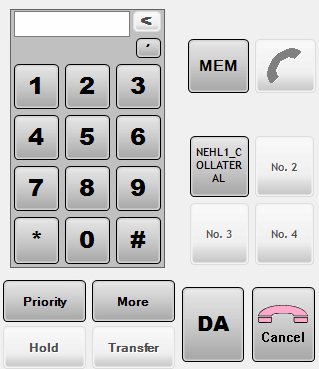 <
,
1 2 3
MEM
4 5 6
7 8 9
NEHL1_C
OLLATER
AL
No. 2
* 0 #
No. 3
No. 4
Priority
More
DA
Cancel
Hold
Transfer